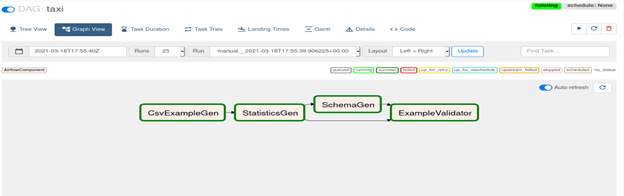 DAG: taxi running schedule: None
Tree View Graph View Task Duration Task Tries Landing Times Gantt Details Code
2021-03-18T17:55:40Z Runs 25 Run manual__2021-03-18T17:55:39.906225+00:00 Layout Left > Right Update Find Task...
AirflowComponent queued running success failed up_for_retry up_for_reschedule upstream_failed skipped scheduled no_status
Auto-refresh
CsvExampleGen StatisticsGen SchemaGen ExampleValidator